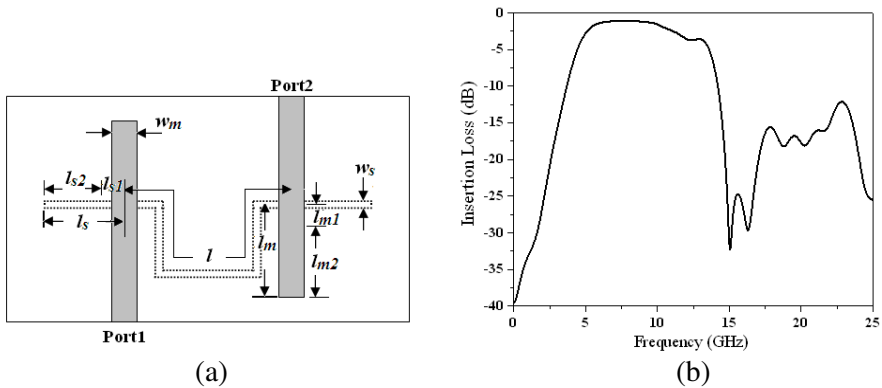 Port2
wm
ls2
ls1
ws
ls
lm
lm1
l
lm2
Port1
(a)
Insertion Loss (dB)
0
-5
-10
-15
-20
-25
-30
-35
-40
0 5 10 15 20 25
Frequency (GHz)
(b)